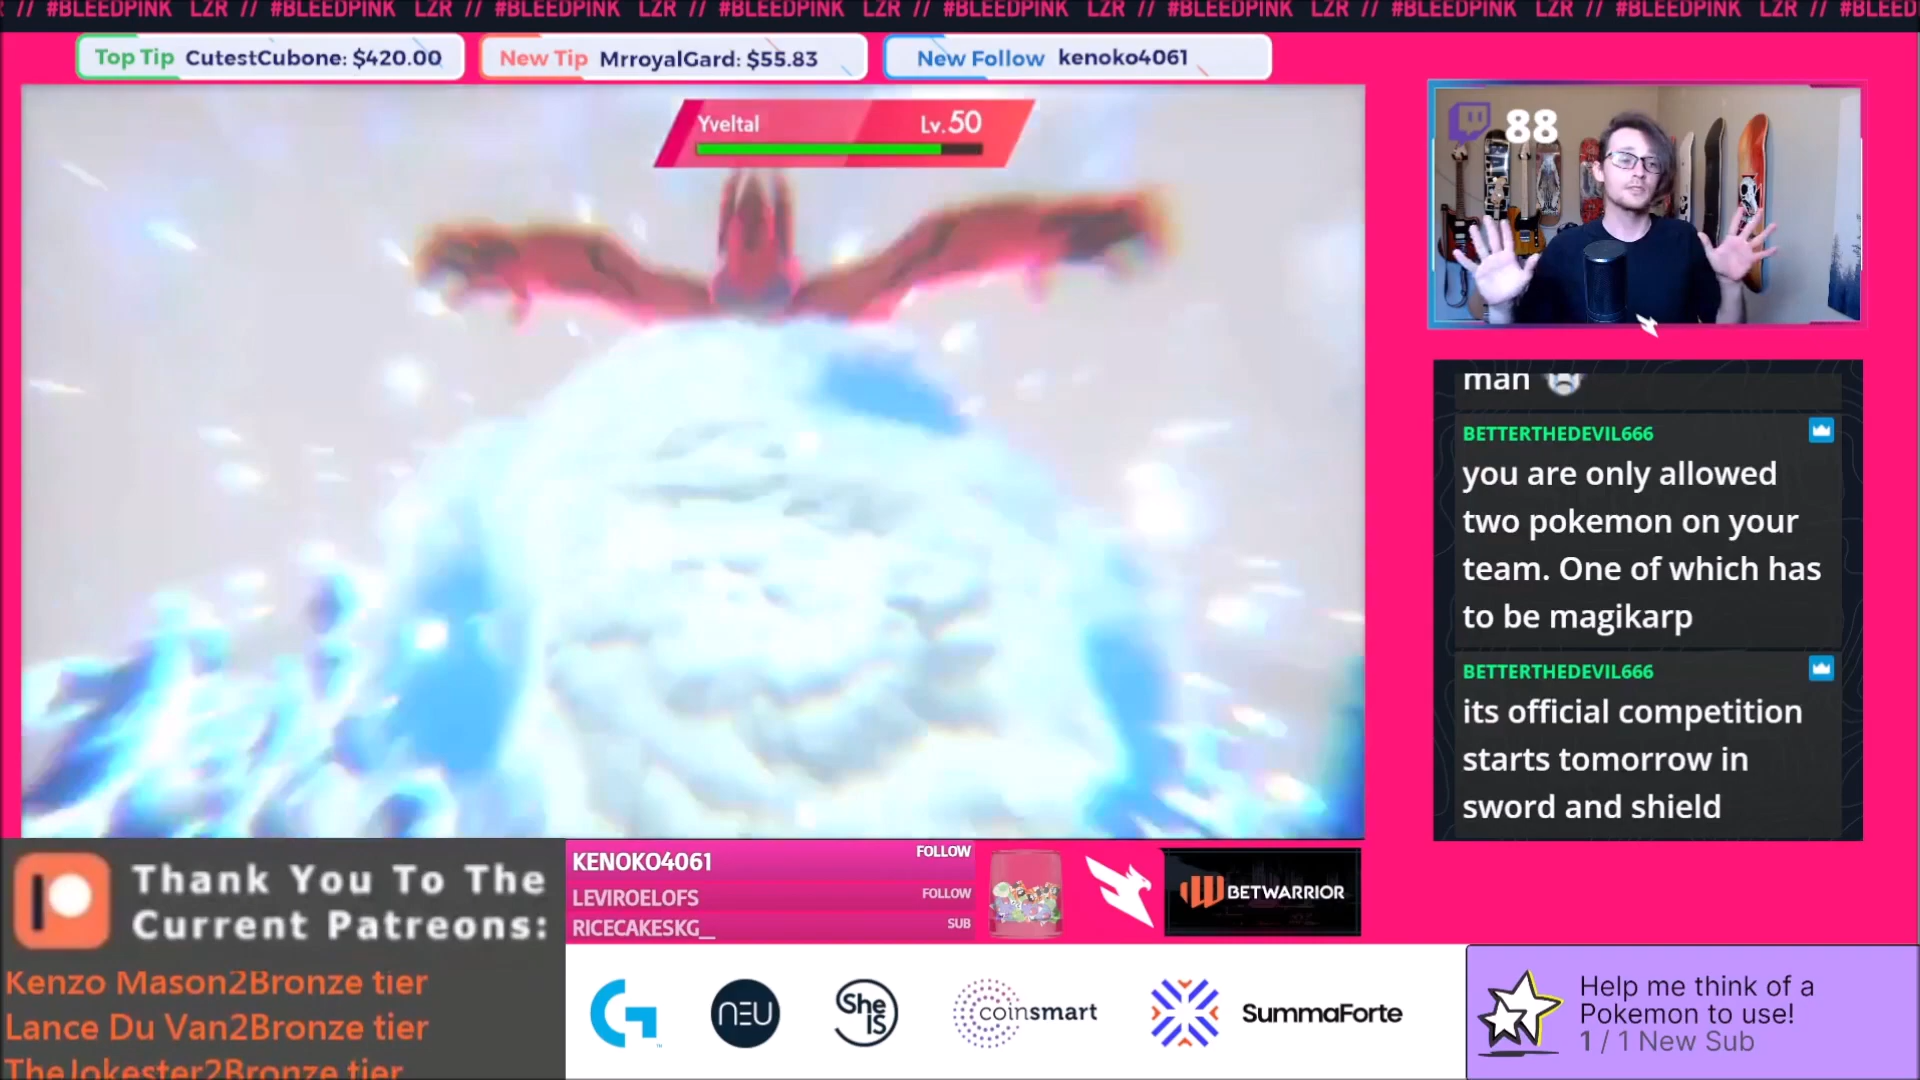 // #BLEEDPINK LZR // #BLEEDPINK LZR // #BLEEDPINK LZR // #BLEEDPINK LZR // #BLEEDPINK LZR // #BLEEDPINK LZR // #BLEEDPINK LZR // #BLEEDPINK LZR // #BLEED
Top Tip CutestCubone: $420.00
New Tip MrroyalGard: $55.83
New Follow kenoko4061
Yveltal Lv.50
88
man
BETTERTHEDEVIL666
you are only allowed
two pokemon on your
team. One of which has
to be magikarp
BETTERTHEDEVIL666
its official competition
starts tomorrow in
sword and shield
Thank You To The
Current Patreons:
Kenzo Mason2Bronze tier
Lance Du Van2Bronze tier
TheJokester2Bronze tier
KENOKO4061 FOLLOW
LEVIROELOFS FOLLOW
RICECAKESKG_ SUB
BETWARRIOR
G
NEU
She
IS
coinsmart
SummaForte
Help me think of a
Pokemon to use!
1 / 1 New Sub